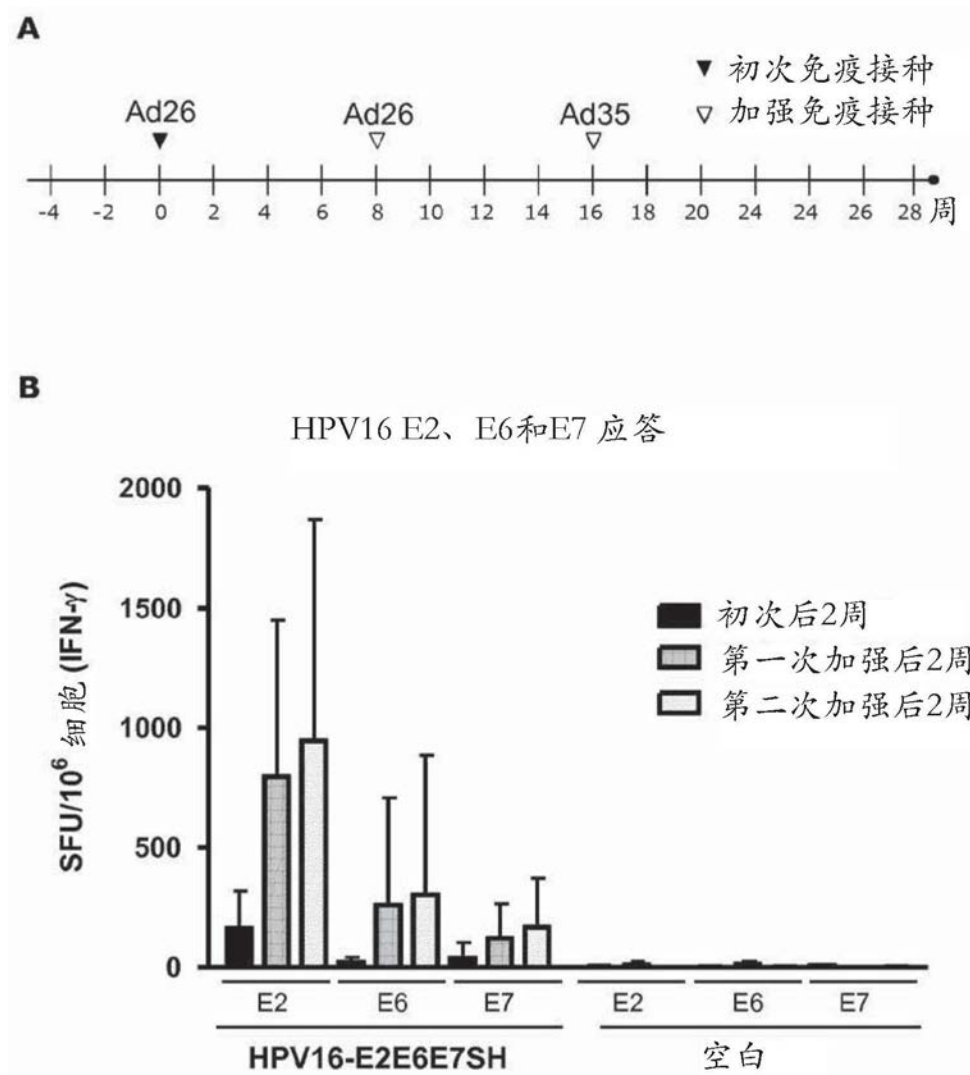 A
▼ 初次免疫接种
Ad26 Ad26 Ad35 ▽ 加强免疫接种
-4 -2 0 2 4 6 8 10 12 14 16 18 20 24 24 26 28 周
B
HPV16 E2、E6和E7 应答
SFU/10⁶ 细胞 (IFN-γ)
2000
1500
1000
500
0
初次后2周
第一次加强后2周
第二次加强后2周
E2 E6 E7 E2 E6 E7
HPV16-E2E6E7SH 空白